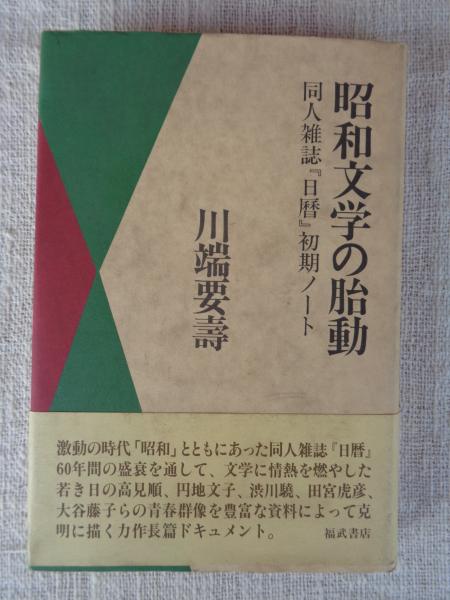 昭和文学の胎動
同人雑誌『日暦』初期ノート
川端要壽
激動の時代「昭和」とともにあった同人雑誌『日暦』
60年間の盛衰を通して、文学に情熱を燃やした
若き日の高見順、円地文子、渋川驍、田宮虎彦、
大谷藤子らの青春群像を豊富な資料によって克
明に描く力作長篇ドキュメント。
福武書店